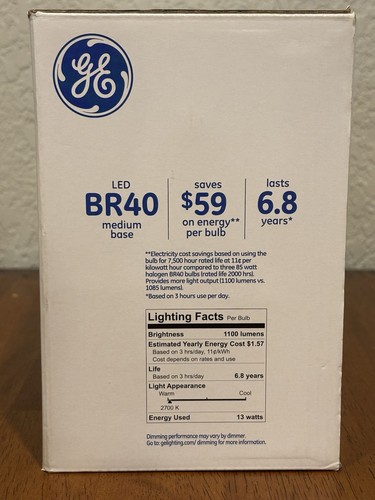 GE
LED
BR40
medium
base
saves
$59
on energy**
per bulb
lasts
6.8
years*
**Electricity cost savings based on using the
bulb for 7,500 hour rated life at 11¢ per
kilowatt hour compared to three 85 watt
halogen BR40 bulbs (rated life 2000 hrs).
Provides more light output (1100 lumens vs.
1085 lumens).
*Based on 3 hours use per day.
Lighting Facts Per Bulb
Brightness 1100 lumens
Estimated Yearly Energy Cost $1.57
Based on 3 hrs/day, 11¢/kWh
Cost depends on rates and use
Life
Based on 3 hrs/day 6.8 years
Light Appearance
Warm Cool
2700 K
Energy Used 13 watts
Dimming performance may vary by dimmer.
Go to: gelighting.com/ dimming for more information.